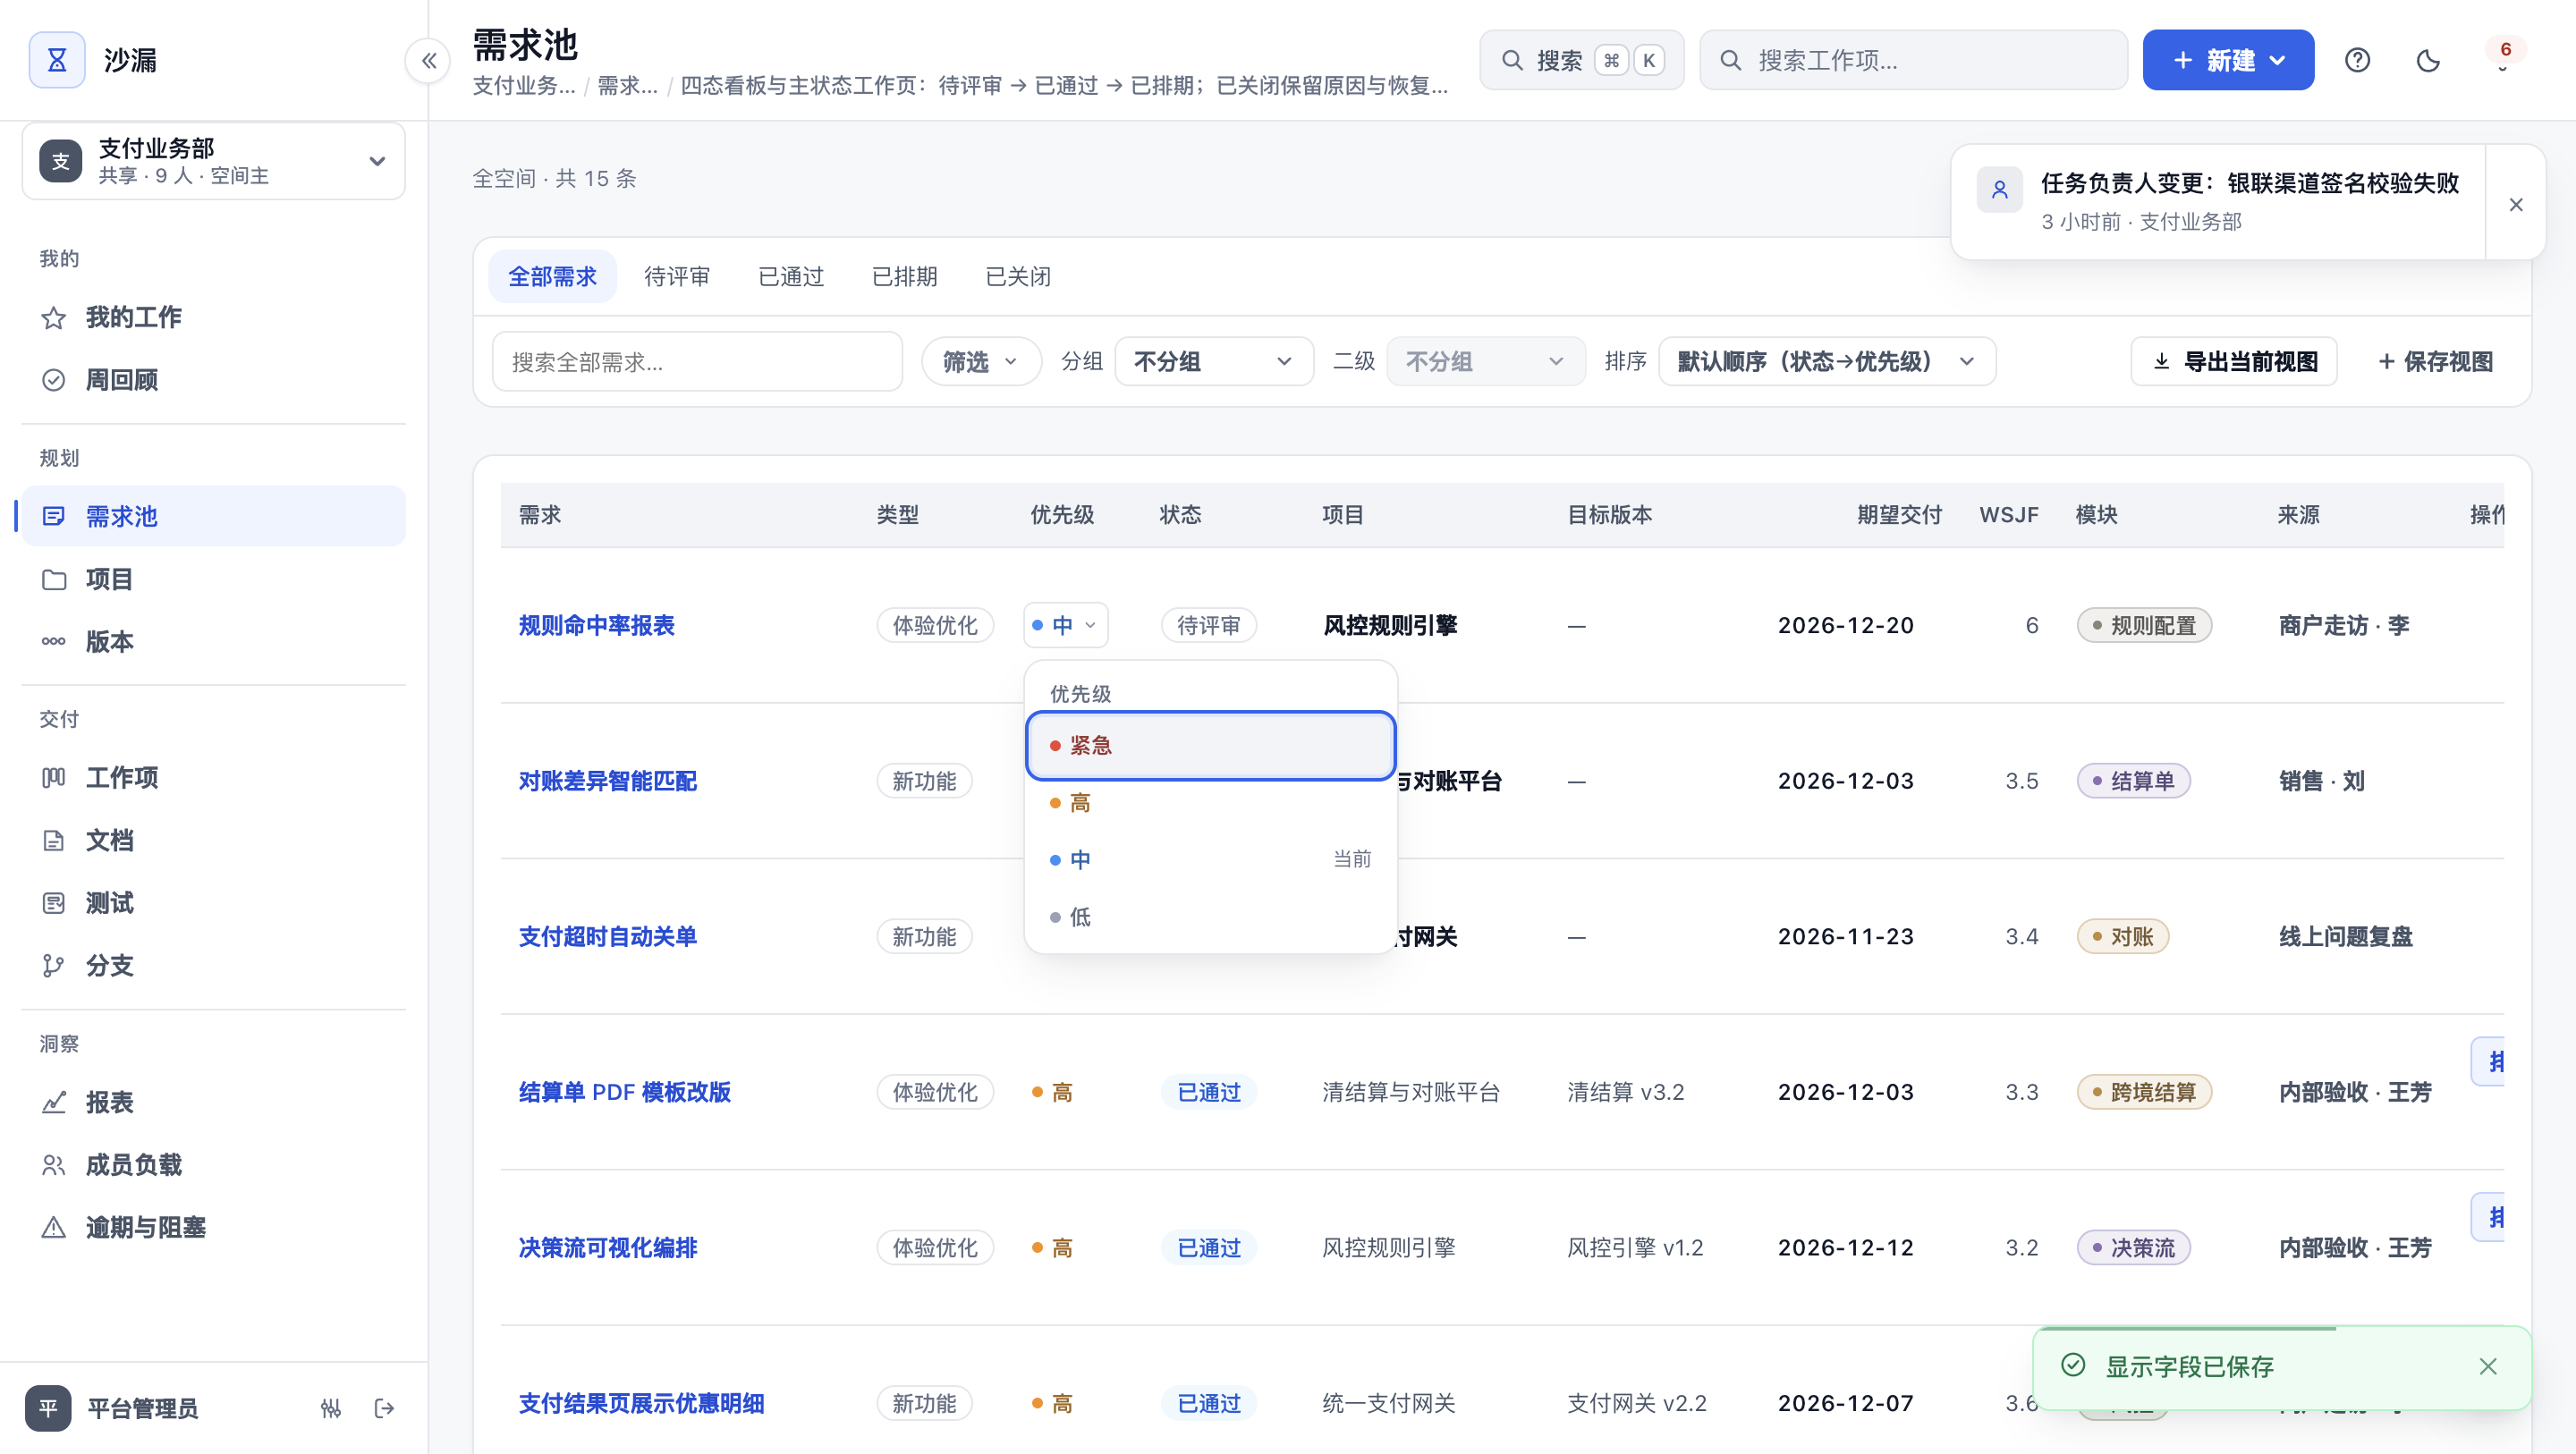 沙漏
需求池
支付业务... / 需求... / 四态看板与主状态工作页：待评审 → 已通过 → 已排期；已关闭保留原因与恢复...
搜索 ⌘ K
搜索工作项...
+ 新建
6
支 支付业务部
共享 · 9 人 · 空间主
我的
我的工作
周回顾
规划
需求池
项目
版本
交付
工作项
文档
测试
分支
洞察
报表
成员负载
逾期与阻塞
平 平台管理员
全空间 · 共 15 条
任务负责人变更：银联渠道签名校验失败
3 小时前 · 支付业务部
全部需求 待评审 已通过 已排期 已关闭
搜索全部需求... 筛选 分组 不分组 二级 不分组 排序 默认顺序（状态→优先级） 导出当前视图 + 保存视图
需求 类型 优先级 状态 项目 目标版本 期望交付 WSJF 模块 来源 操作
规则命中率报表 体验优化 中 待评审 风控规则引擎 — 2026-12-20 6 规则配置 商户走访 · 李
对账差异智能匹配 新功能 与对账平台 — 2026-12-03 3.5 结算单 销售 · 刘
支付超时自动关单 新功能 付网关 — 2026-11-23 3.4 对账 线上问题复盘
结算单 PDF 模板改版 体验优化 高 已通过 清结算与对账平台 清结算 v3.2 2026-12-03 3.3 跨境结算 内部验收 · 王芳 排
决策流可视化编排 体验优化 高 已通过 风控规则引擎 风控引擎 v1.2 2026-12-12 3.2 决策流 内部验收 · 王芳 排
支付结果页展示优惠明细 新功能 高 已通过 统一支付网关 支付网关 v2.2 2026-12-07 3.6
优先级
紧急
高
中 当前
低
显示字段已保存